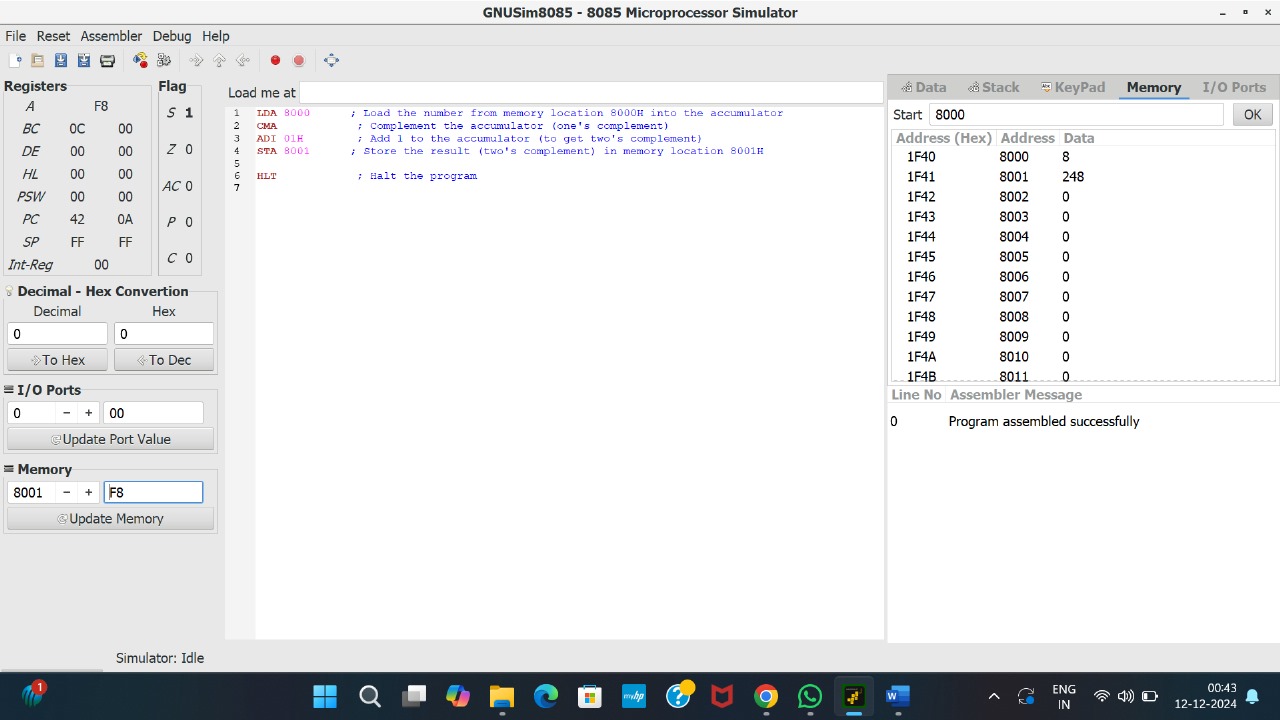 GNUSim8085 - 8085 Microprocessor Simulator
File Reset Assembler Debug Help
Registers
A F8
BC 0C 00
DE 00 00
HL 00 00
PSW 00 00
PC 42 0A
SP FF FF
Int-Reg 00
Flag
S 1
Z 0
AC 0
P 0
C 0
Decimal - Hex Convertion
Decimal Hex
0 0
To Hex To Dec
I/O Ports
0 - + 00
Update Port Value
Memory
8001 - + F8
Update Memory
Load me at
1 LDA 8000 ; Load the number from memory location 8000H into the accumulator
2 CMA ; Complement the accumulator (one's complement)
3 ADI 01H ; Add 1 to the accumulator (to get two's complement)
4 STA 8001 ; Store the result (two's complement) in memory location 8001H
5
6 HLT ; Halt the program
7
Data Stack KeyPad Memory I/O Ports
Start 8000 OK
Address (Hex) Address Data
1F40 8000 8
1F41 8001 248
1F42 8002 0
1F43 8003 0
1F44 8004 0
1F45 8005 0
1F46 8006 0
1F47 8007 0
1F48 8008 0
1F49 8009 0
1F4A 8010 0
1F4B 8011 0
Line No Assembler Message
0 Program assembled successfully
Simulator: Idle
1
myhp
W
ENG
IN
00:43
12-12-2024